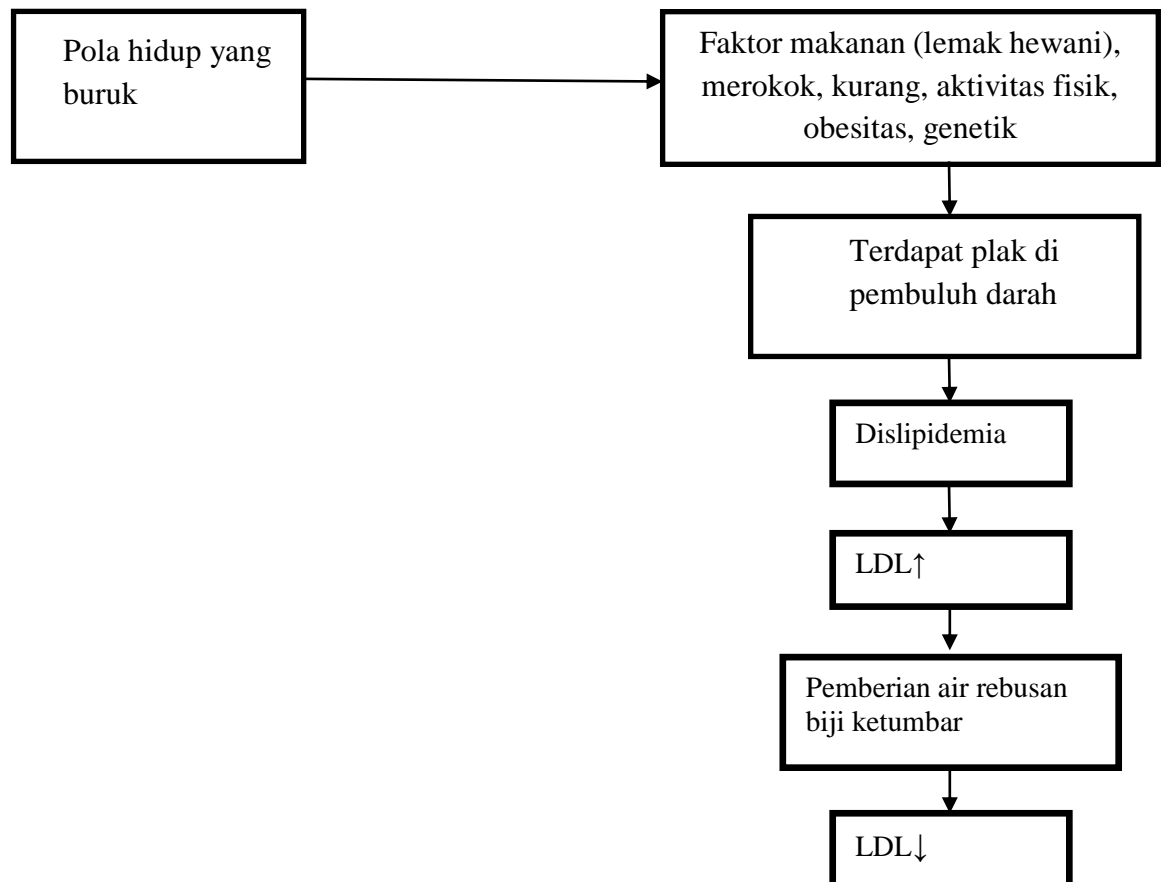 Pola hidup yang
buruk
Faktor makanan (lemak hewani),
merokok, kurang, aktivitas fisik,
obesitas, genetik
Terdapat plak di
pembuluh darah
Dislipidemia
LDL↑
Pemberian air rebusan
biji ketumbar
LDL↓